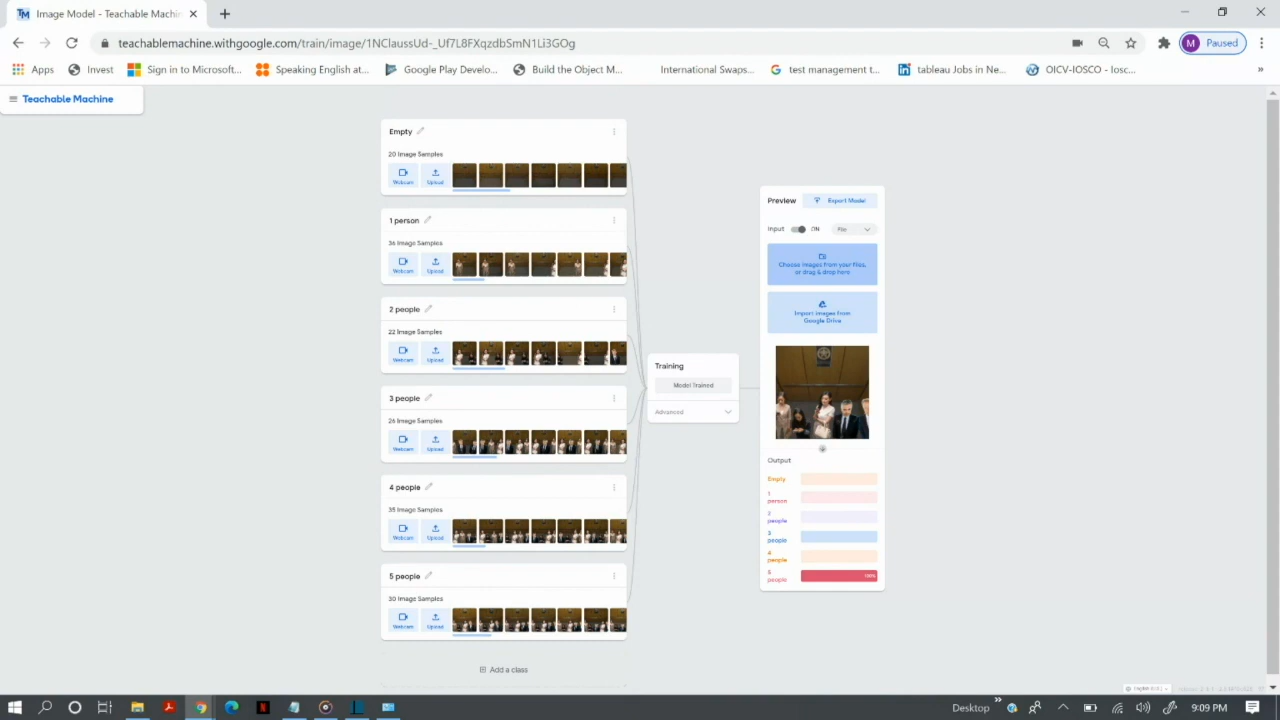 Image Model - Teachable Machin
teachablemachine.withgoogle.com/train/image/1NClaussUd-_Uf7L8FXqzdbSmN1Li3GOg
M Paused
Apps Invest Sign in to Microsoft... Speaking English at... Google Play Develo... Build the Object M... International Swaps... test management t... tableau Jobs in Ne... OICV-IOSCO - Iosc...
Teachable Machine
Empty
20 Image Samples
Webcam Upload
1 person
36 Image Samples
Webcam Upload
2 people
22 Image Samples
Webcam Upload
3 people
26 Image Samples
Webcam Upload
4 people
35 Image Samples
Webcam Upload
5 people
30 Image Samples
Webcam Upload
Add a class
Training
Model Trained
Advanced
Preview Export Model
Input ON File
Choose images from your files,
or drag & drop here
Import images from
Google Drive
Output
Empty
1
person
2
people
3
people
4
people
5
people
100%
Desktop 9:09 PM